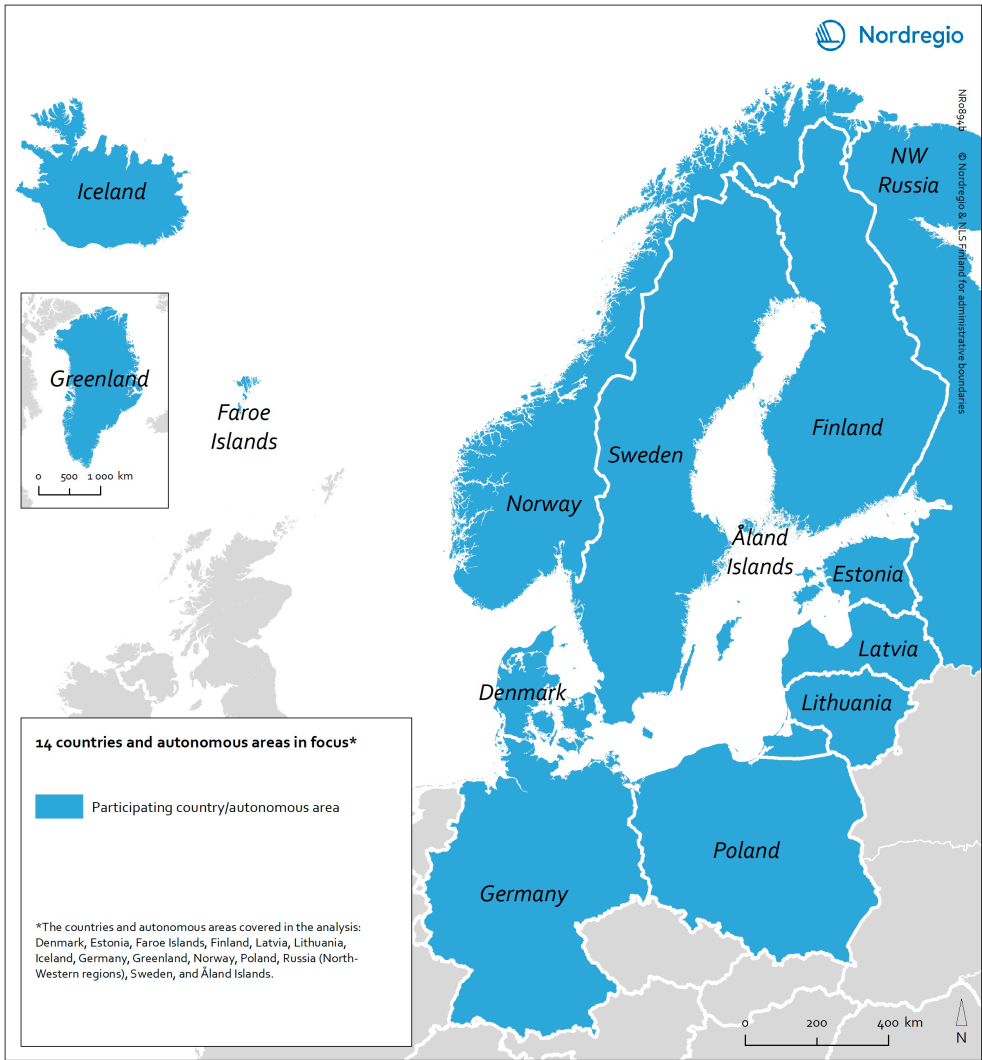 Nordregio
NR0894b © Nordregio & NLS Finland for administrative boundaries
NW
Russia
Iceland
Greenland
0 500 1 000 km
Faroe
Islands
Finland
Sweden
Norway
Åland
Islands
Estonia
Latvia
Denmark
Lithuania
14 countries and autonomous areas in focus*
Participating country/autonomous area
Poland
Germany
*The countries and autonomous areas covered in the analysis:
Denmark, Estonia, Faroe Islands, Finland, Latvia, Lithuania,
Iceland, Germany, Greenland, Norway, Poland, Russia (North-
Western regions), Sweden, and Åland Islands.
0 200 400 km
N